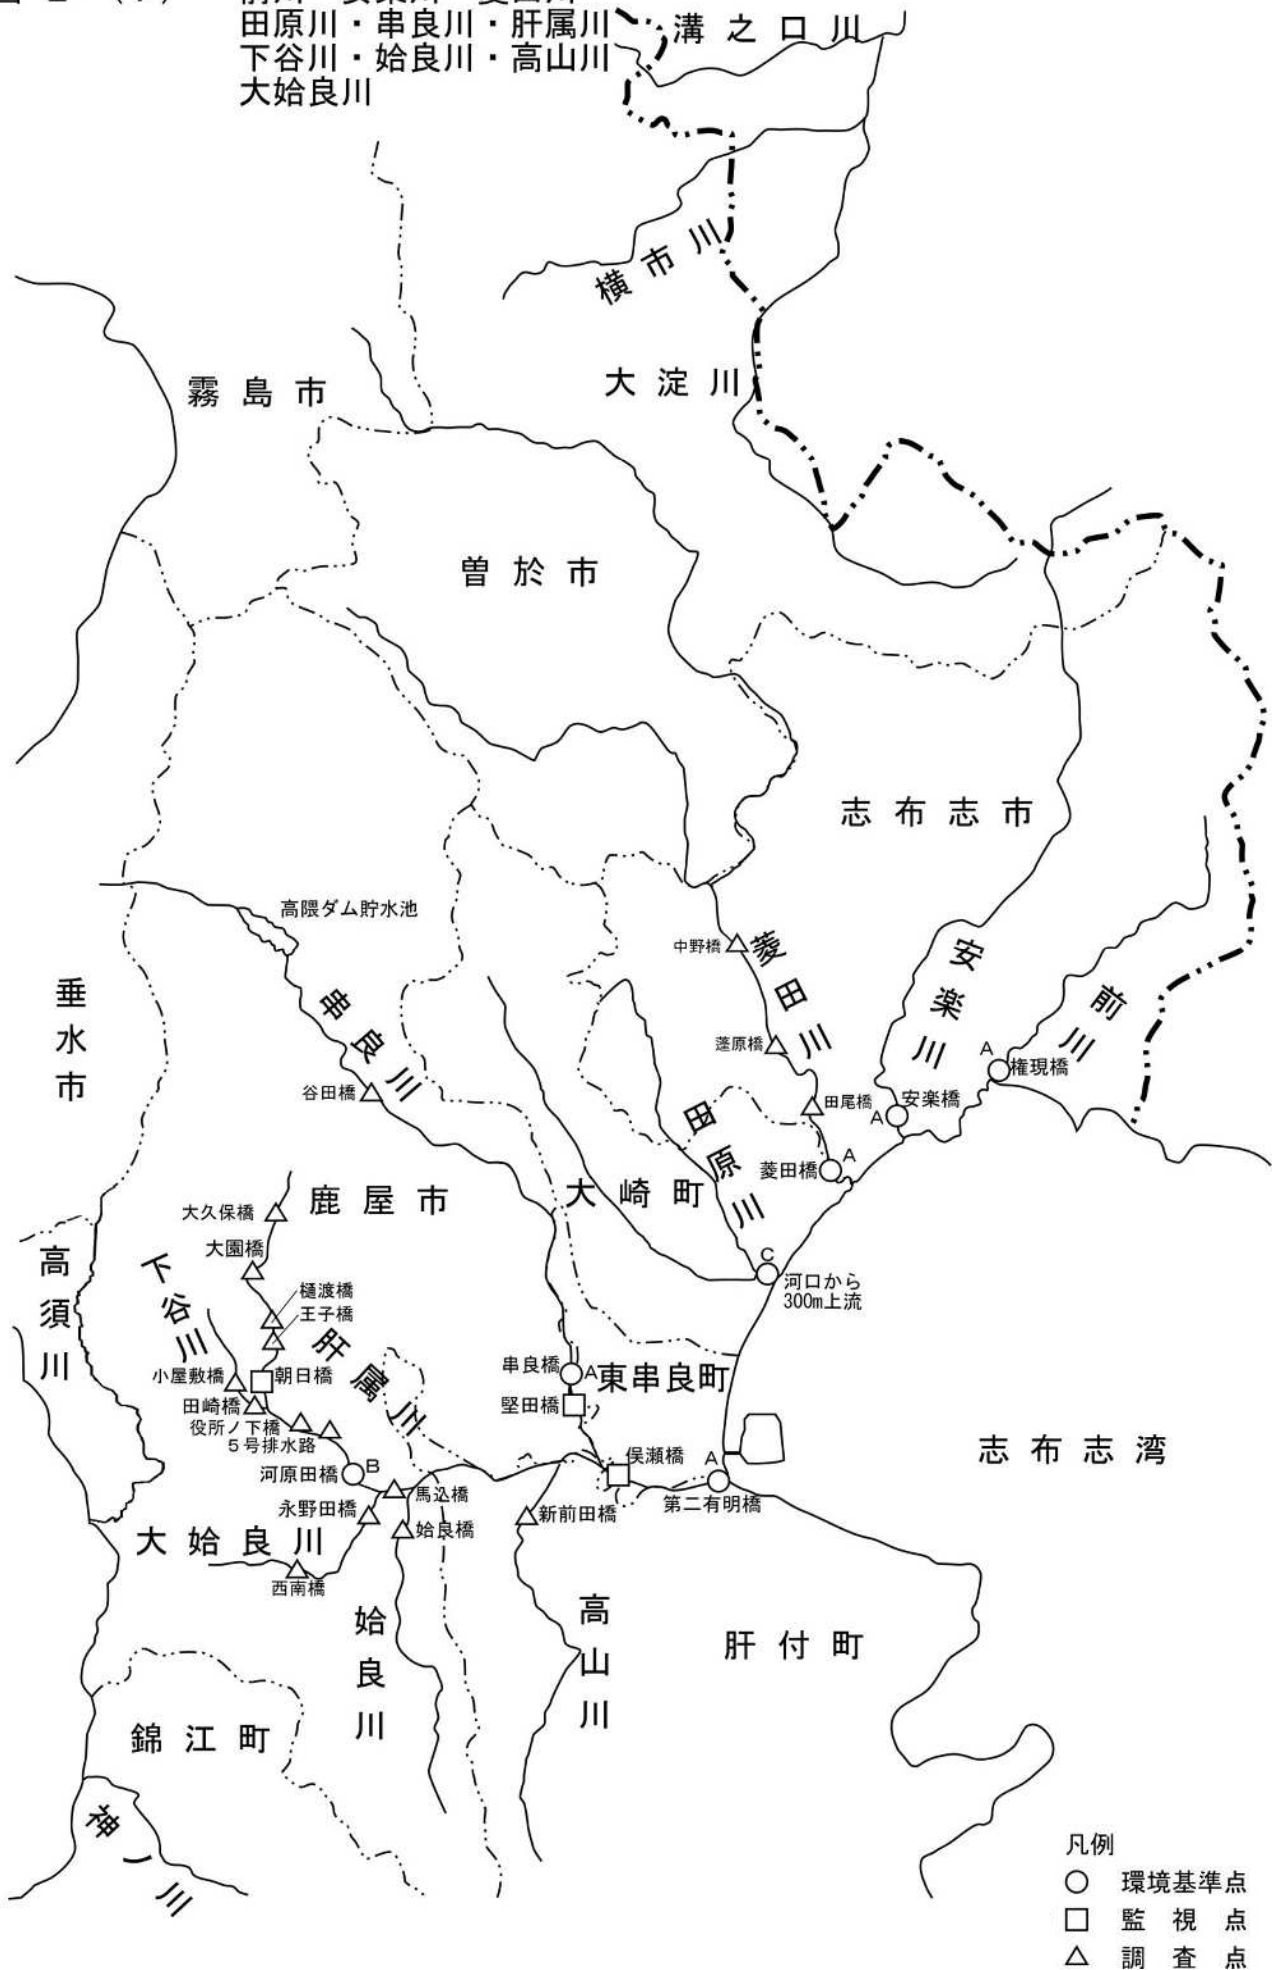 田原川・串良川・肝属川
下谷川・姶良川・高山川
大姶良川
溝之口川
横市川
霧島市
大淀川
曽於市
志布志市
高隈ダム貯水池
中野橋
菱田川
安楽川
前川
垂水市
串良川
蓬原橋
A
権現橋
谷田橋
田尾橋
安楽橋
A
田原川
菱田橋
A
大崎町
鹿屋市
大久保橋
大園橋
高須川
下谷川
C
河口から
300m上流
樋渡橋
王子橋
肝属川
小屋敷橋
朝日橋
串良橋
A
東串良町
田崎橋
堅田橋
役所ノ下橋
5号排水路
志布志湾
河原田橋
B
俣瀬橋
A
馬込橋
第二有明橋
永野田橋
姶良橋
新前田橋
大姶良川
西南橋
姶良川
高山川
肝付町
錦江町
神ノ川
凡例
○ 環境基準点
□ 監視点
△ 調査点